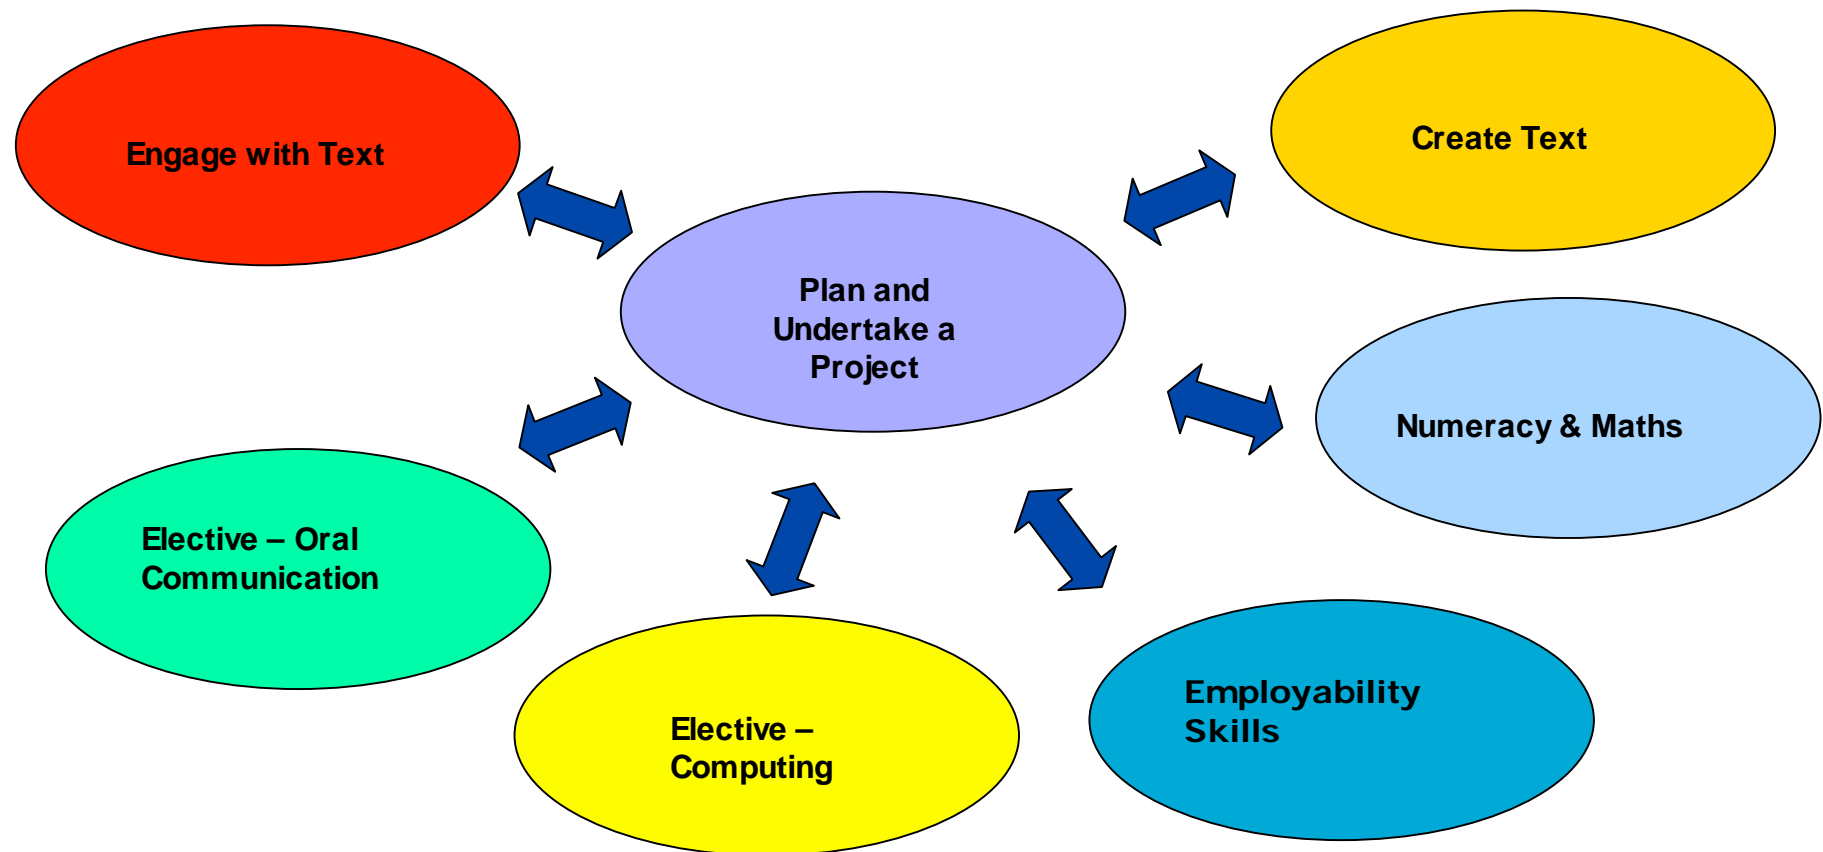 Engage with Text
Create Text
Plan and
Undertake a
Project
Numeracy & Maths
Elective – Oral
Communication
Elective –
Computing
Employability
Skills